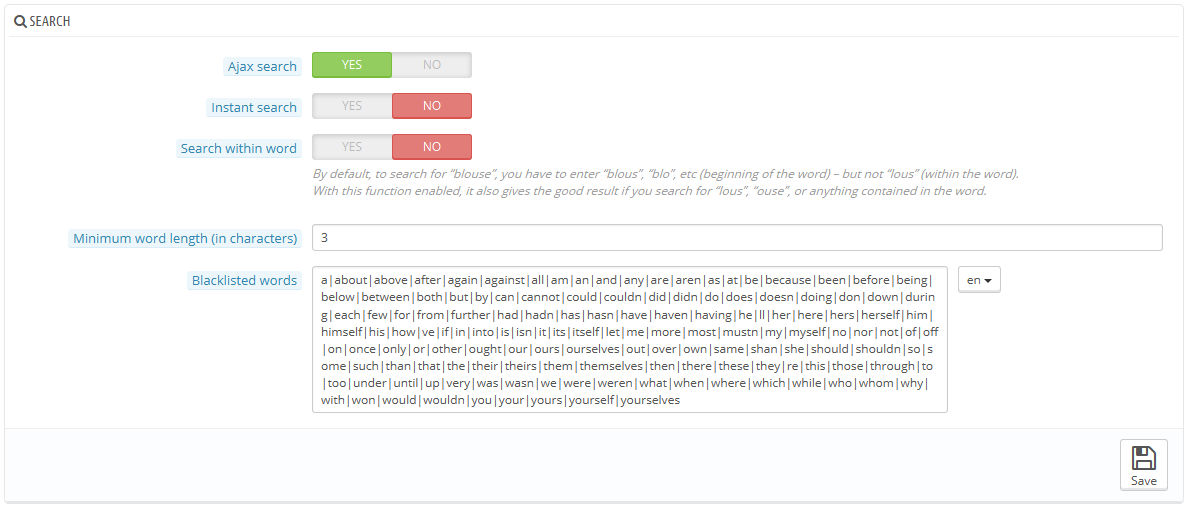 SEARCH
Ajax search YES NO
Instant search YES NO
Search within word YES NO
By default, to search for “blouse”, you have to enter “blous”, “blo”, etc (beginning of the word) – but not “lous” (within the word).
With this function enabled, it also gives the good result if you search for “lous”, “ouse”, or anything contained in the word.
Minimum word length (in characters) 3
Blacklisted words a|about|above|after|again|against|all|am|an|and|any|are|aren|as|at|be|because|been|before|being| en
below|between|both|but|by|can|cannot|could|couldn|did|didn|do|does|doesn|doing|don|down|durin
g|each|few|for|from|further|had|hadn|has|hasn|have|haven|having|he|ll|her|here|hers|herself|him|
himself|his|how|ve|if|in|into|is|isn|it|its|itself|let|me|more|most|mustn|my|myself|no|nor|not|of|off
|on|once|only|or|other|ought|our|ours|ourselves|out|over|own|same|shan|she|should|shouldn|so|s
ome|such|than|that|the|their|theirs|them|themselves|then|there|these|they|re|this|those|through|to
|too|under|until|up|very|was|wasn|we|were|weren|what|when|where|which|while|who|whom|why|
with|won|would|wouldn|you|your|yours|yourself|yourselves
Save